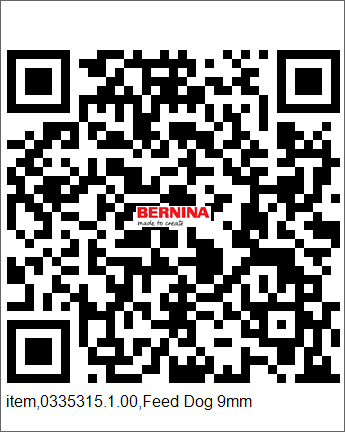 BERNINA
made to create
item,0335315.1.00,Feed Dog 9mm